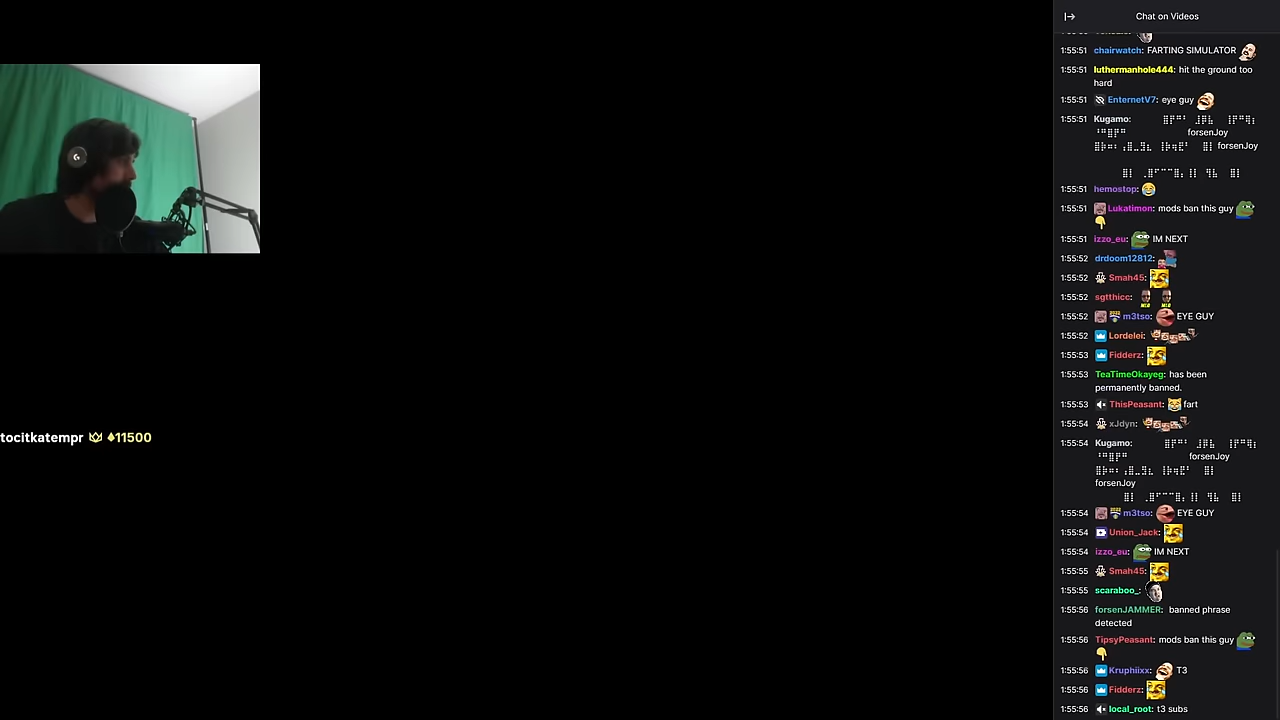 Chat on Videos
1:55:51 chairwatch: FARTING SIMULATOR
1:55:51 luthermanhole444: hit the ground too
hard
1:55:51 EnternetV7: eye guy
1:55:51 Kugamo:
forsenJoy
forsenJoy
1:55:51 hemostop:
1:55:51 Lukatimon: mods ban this guy
1:55:51 izzo_eu: IM NEXT
1:55:52 drdoom12812:
1:55:52 Smah45:
1:55:52 sgtthicc:
1:55:52 m3tso: EYE GUY
1:55:52 Lordelei:
1:55:53 Fidderz:
1:55:53 TeaTimeOkayeg: has been
permanently banned.
1:55:53 ThisPeasant: fart
1:55:54 xJdyn:
1:55:54 Kugamo:
forsenJoy
forsenJoy
1:55:54 m3tso: EYE GUY
1:55:54 Union_Jack:
1:55:54 izzo_eu: IM NEXT
1:55:55 Smah45:
1:55:55 scaraboo_:
1:55:56 forsenJAMMER: banned phrase
detected
1:55:56 TipsyPeasant: mods ban this guy
1:55:56 Kruphiixx: T3
1:55:56 Fidderz:
1:55:56 local_root: t3 subs
tocitkatempr 11500